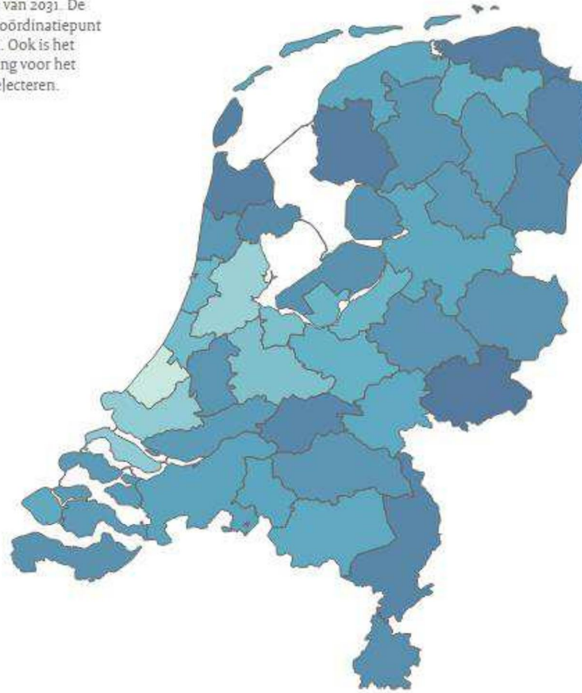 van 2031. De
oördinatiepunt
. Ook is het
ng voor het
electeren.